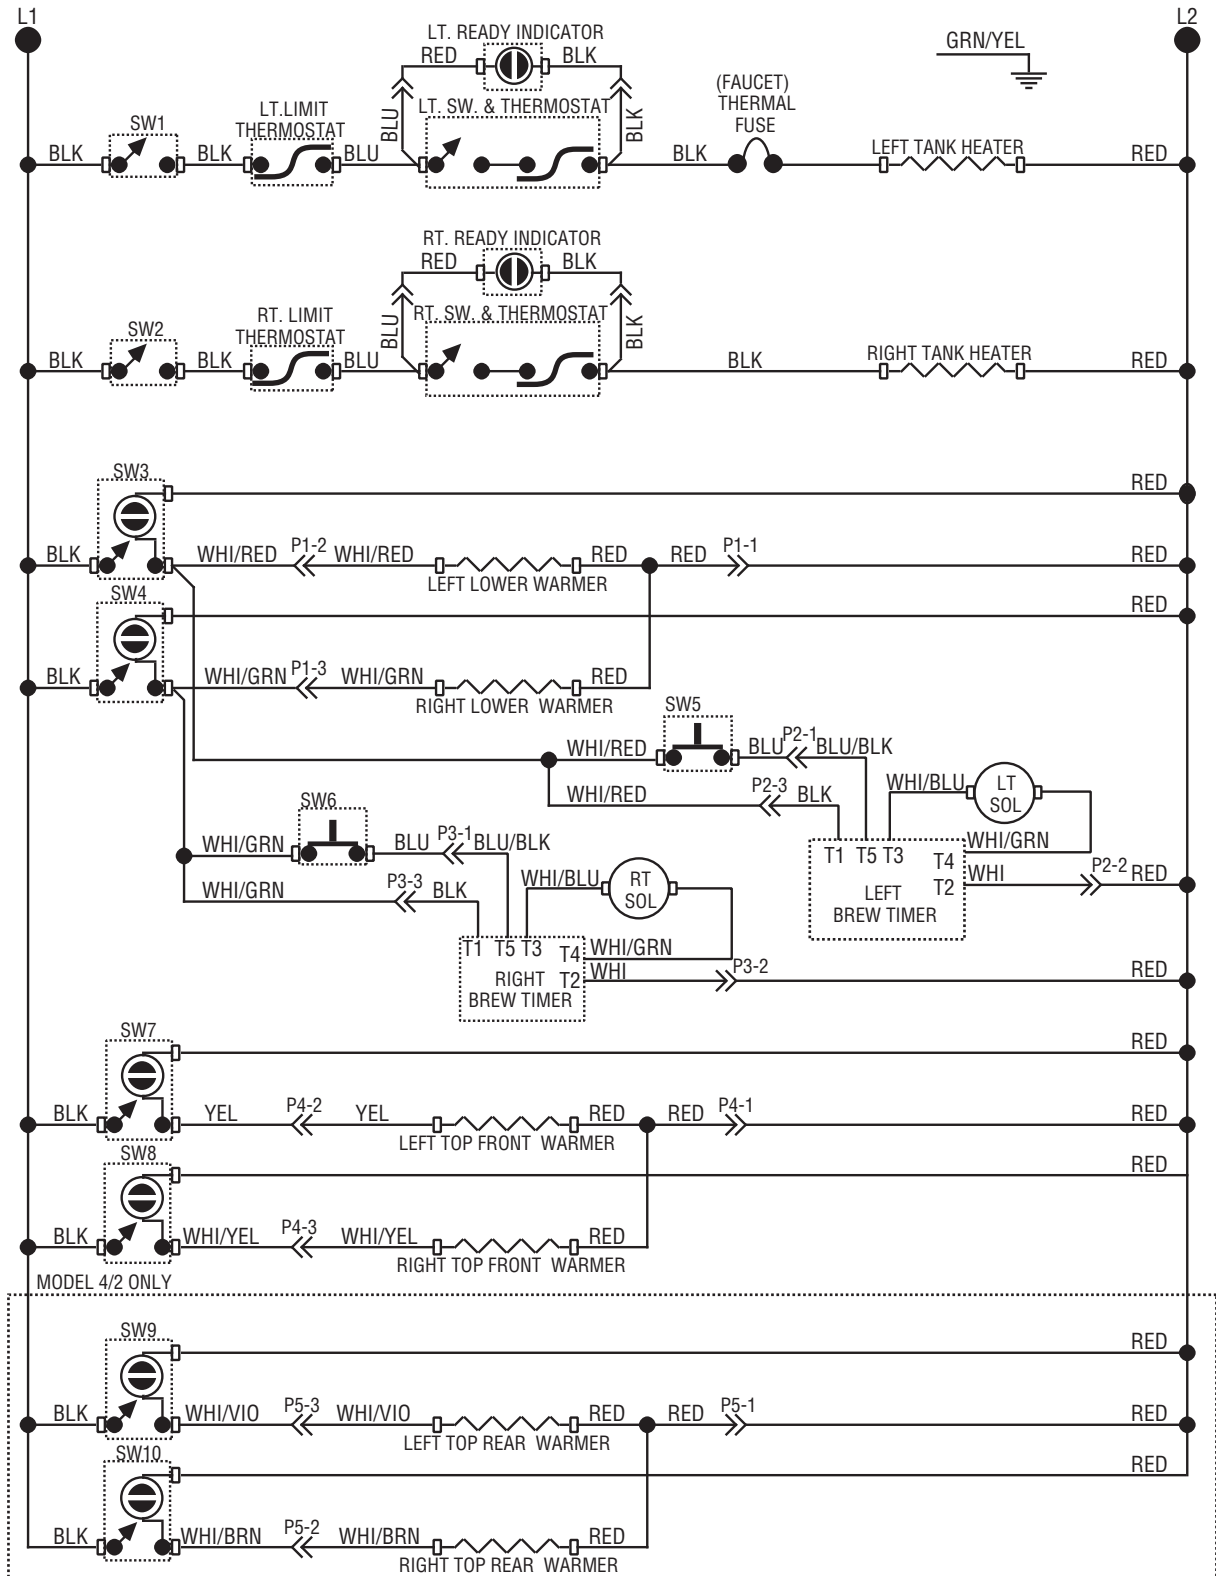 L1
L2
LT. READY INDICATOR
RED
BLK
GRN/YEL
(FAUCET)
THERMAL
FUSE
LT.LIMIT
THERMOSTAT
LT. SW. & THERMOSTAT
BLU
BLK
SW1
BLK
BLK
BLU
BLK
LEFT TANK HEATER
RED
RT. READY INDICATOR
RED
BLK
RT. LIMIT
THERMOSTAT
RT. SW. & THERMOSTAT
BLU
BLK
SW2
BLK
BLK
BLU
BLK
RIGHT TANK HEATER
RED
SW3
RED
BLK
WHI/RED
P1-2
WHI/RED
RED
RED
P1-1
RED
LEFT LOWER WARMER
SW4
RED
BLK
WHI/GRN
P1-3
WHI/GRN
RED
RIGHT LOWER WARMER
SW5
WHI/RED
BLU
P2-1
BLU/BLK
WHI/RED
P2-3
BLK
WHI/BLU
LT
SOL
WHI/GRN
T1 T5 T3
T4
T2
WHI
P2-2
RED
LEFT
BREW TIMER
SW6
WHI/GRN
BLU
P3-1
BLU/BLK
WHI/GRN
P3-3
BLK
WHI/BLU
RT
SOL
T1 T5 T3
T4
WHI/GRN
T2
WHI
P3-2
RED
RIGHT
BREW TIMER
SW7
RED
BLK
YEL
P4-2
YEL
RED
RED
P4-1
RED
LEFT TOP FRONT WARMER
SW8
RED
BLK
WHI/YEL
P4-3
WHI/YEL
RED
RIGHT TOP FRONT WARMER
MODEL 4/2 ONLY
SW9
RED
BLK
WHI/VIO
P5-3
WHI/VIO
RED
RED
P5-1
RED
LEFT TOP REAR WARMER
SW10
RED
BLK
WHI/BRN
P5-2
WHI/BRN
RED
RIGHT TOP REAR WARMER